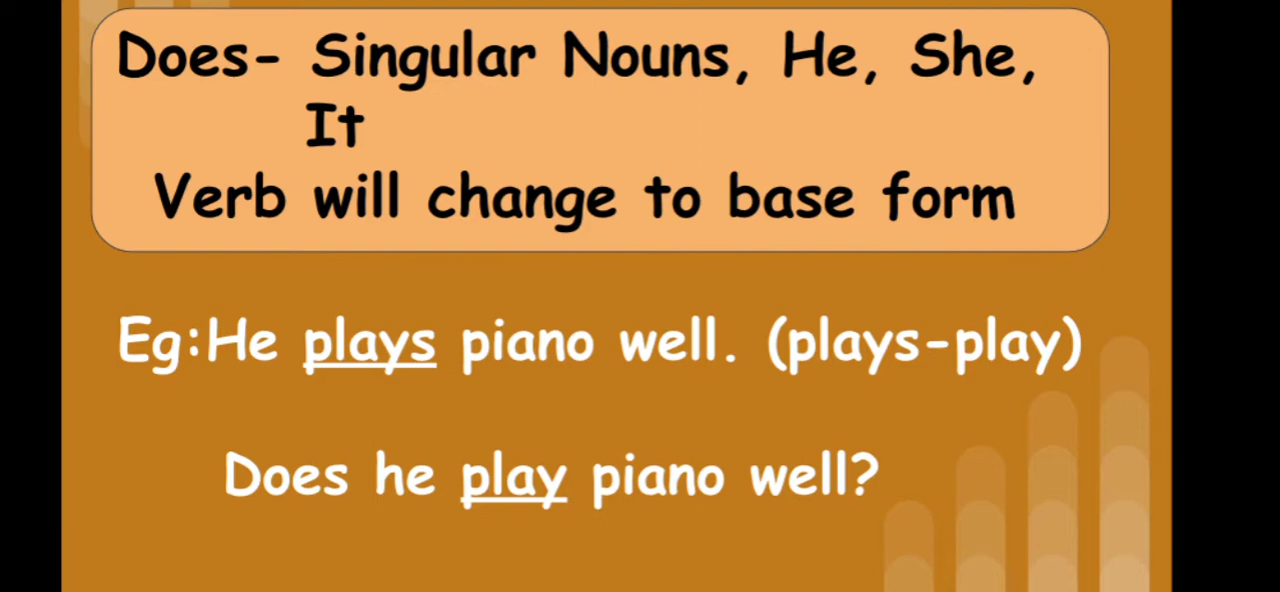 Does- Singular Nouns, He, She,
It
Verb will change to base form
Eg:He plays piano well. (plays-play)
Does he play piano well?